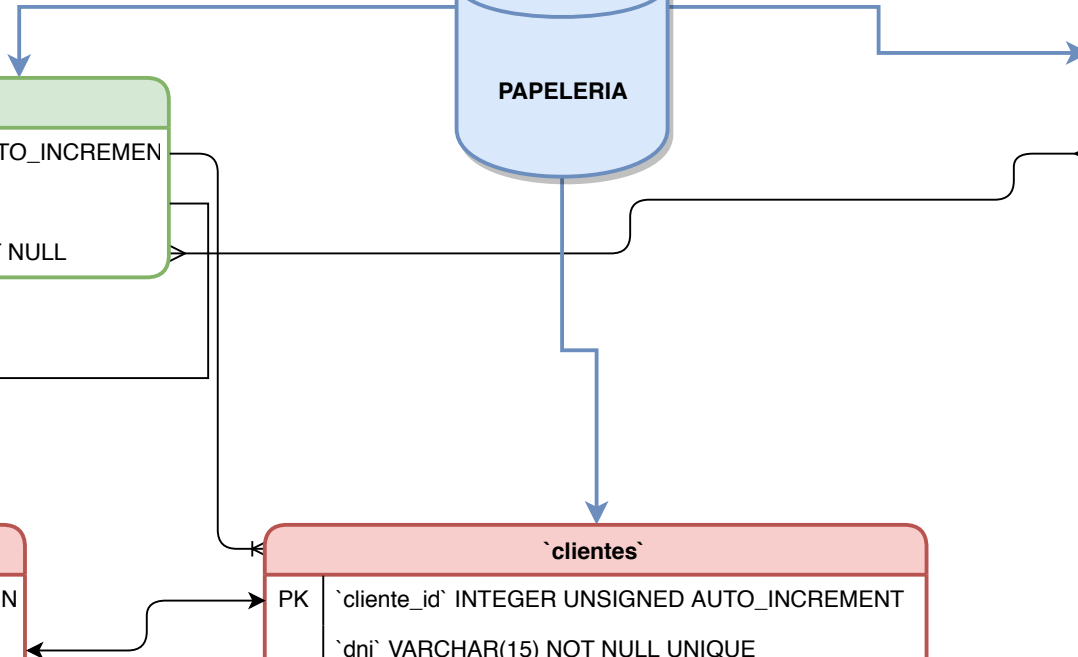 PAPELERIA
TO_INCREMEN
NULL
`clientes`
N
PK `cliente_id` INTEGER UNSIGNED AUTO_INCREMENT
`dni` VARCHAR(15) NOT NULL UNIQUE